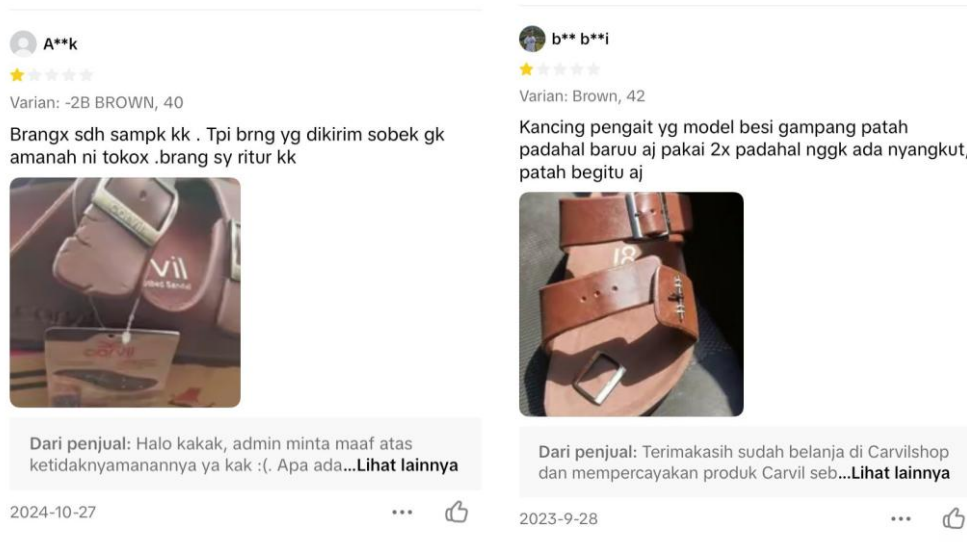 A**k
Varian: -2B BROWN, 40
Brangx sdh sampk kk . Tpi brng yg dikirim sobek gk
amanah ni tokox .brang sy ritur kk
carvil
vil
carvil
Dari penjual: Halo kakak, admin minta maaf atas
ketidaknyamanannya ya kak :(. Apa ada...Lihat lainnya
2024-10-27
b** b**i
Varian: Brown, 42
Kancing pengait yg model besi gampang patah
padahal baruu aj pakai 2x padahal nggk ada nyangkut,
patah begitu aj
Dari penjual: Terimakasih sudah belanja di Carvilshop
dan mempercayakan produk Carvil seb...Lihat lainnya
2023-9-28